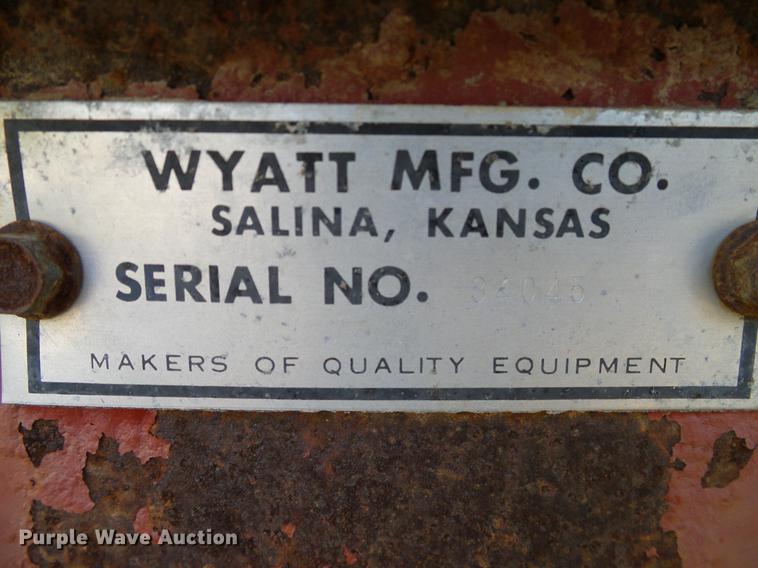 WYATT MFG. CO.
SALINA, KANSAS
SERIAL NO.
MAKERS OF QUALITY EQUIPMENT
Purple Wave Auction